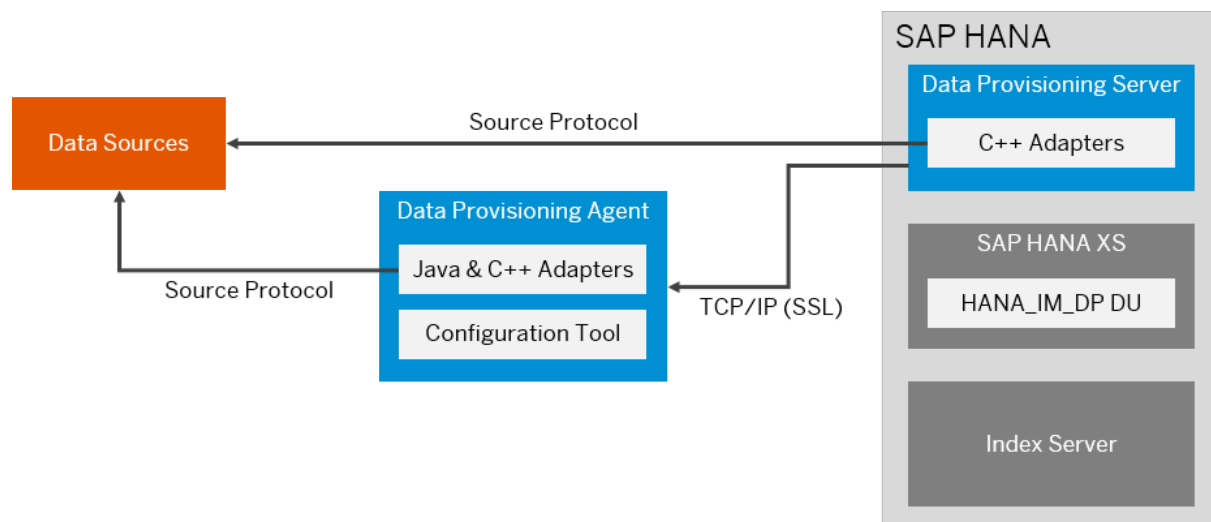 SAP HANA
Data Provisioning Server
C++ Adapters
Source Protocol
Data Sources
Data Provisioning Agent
Java & C++ Adapters
Configuration Tool
Source Protocol
TCP/IP (SSL)
SAP HANA XS
HANA_IM_DP DU
Index Server